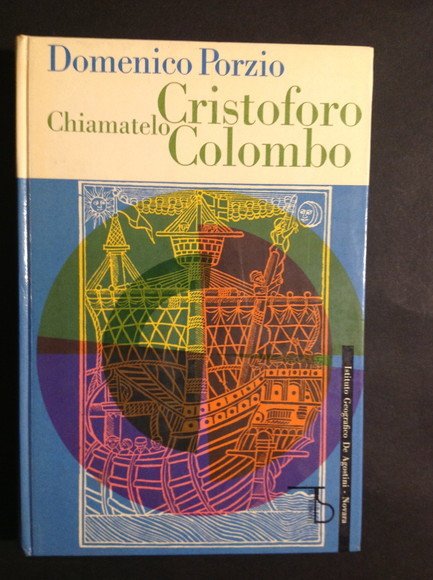 Domenico Porzio
Chiamatelo Cristoforo
Colombo
Istituto Geografico De Agostini - Novara